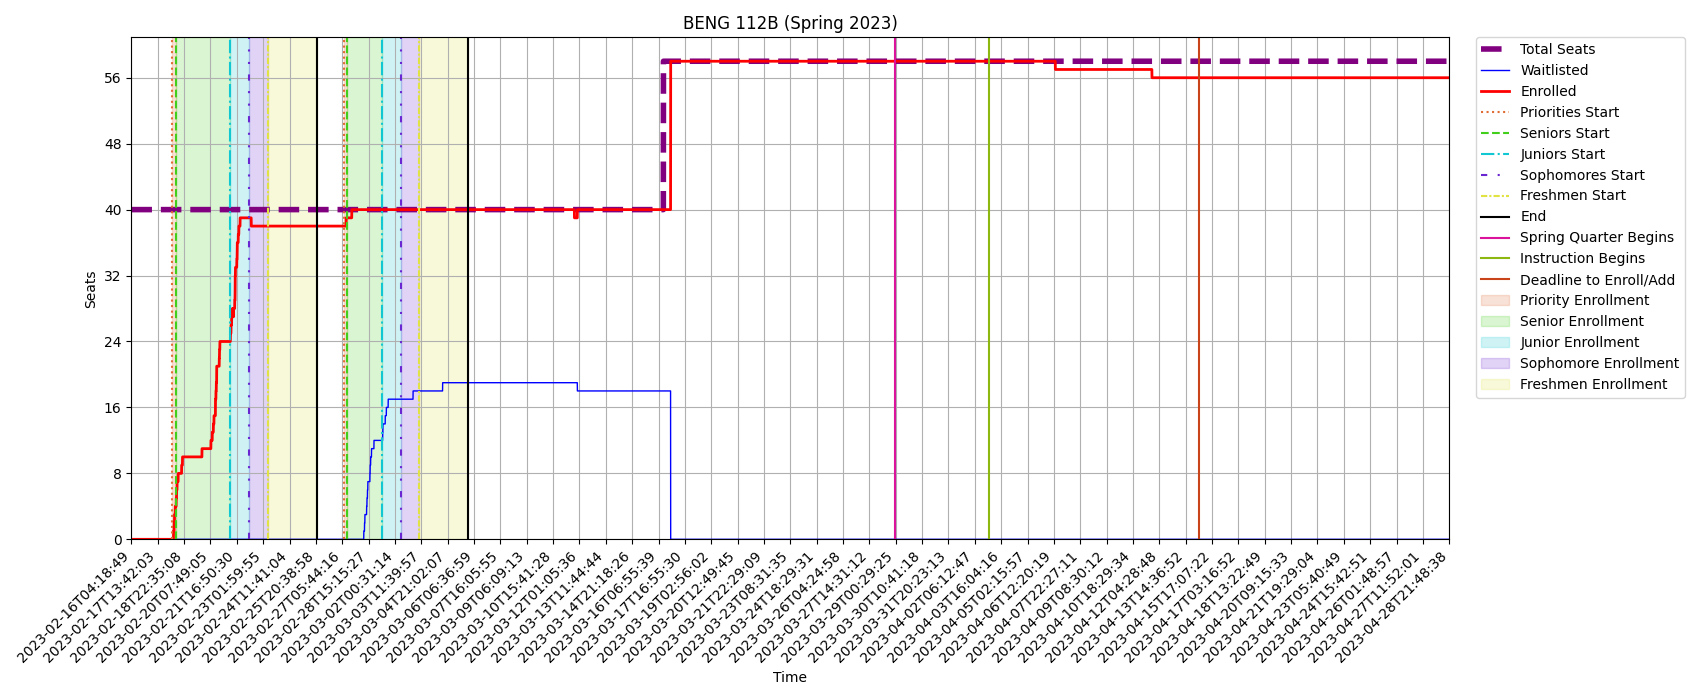 BENG 112B (Spring 2023)
Seats
56
48
40
32
24
16
8
0
2023-02-16T04:18:49
2023-02-17T13:42:03
2023-02-18T22:35:08
2023-02-20T07:49:05
2023-02-21T16:50:30
2023-02-23T01:59:55
2023-02-24T11:41:04
2023-02-25T20:38:58
2023-02-27T05:44:16
2023-02-28T15:15:27
2023-03-02T00:31:14
2023-03-03T11:39:57
2023-03-04T21:02:07
2023-03-06T06:36:59
2023-03-07T16:05:55
2023-03-09T06:09:13
2023-03-10T15:41:28
2023-03-12T01:05:36
2023-03-13T11:44:44
2023-03-14T21:18:26
2023-03-16T06:55:39
2023-03-17T16:55:30
2023-03-19T02:56:02
2023-03-20T12:49:45
2023-03-21T22:29:09
2023-03-23T08:31:35
2023-03-24T18:29:31
2023-03-26T04:24:58
2023-03-27T14:31:12
2023-03-29T00:29:25
2023-03-30T10:41:18
2023-03-31T20:23:13
2023-04-02T06:12:47
2023-04-03T16:04:16
2023-04-05T02:15:57
2023-04-06T12:20:19
2023-04-07T22:27:11
2023-04-09T08:30:12
2023-04-10T18:29:34
2023-04-12T04:28:48
2023-04-13T14:36:52
2023-04-15T17:07:22
2023-04-17T03:16:52
2023-04-18T13:22:49
2023-04-20T09:15:33
2023-04-21T19:29:04
2023-04-23T05:40:49
2023-04-24T15:42:51
2023-04-26T01:48:57
2023-04-27T11:52:01
2023-04-28T21:48:38
Time
Total Seats
Waitlisted
Enrolled
Priorities Start
Seniors Start
Juniors Start
Sophomores Start
Freshmen Start
End
Spring Quarter Begins
Instruction Begins
Deadline to Enroll/Add
Priority Enrollment
Senior Enrollment
Junior Enrollment
Sophomore Enrollment
Freshmen Enrollment